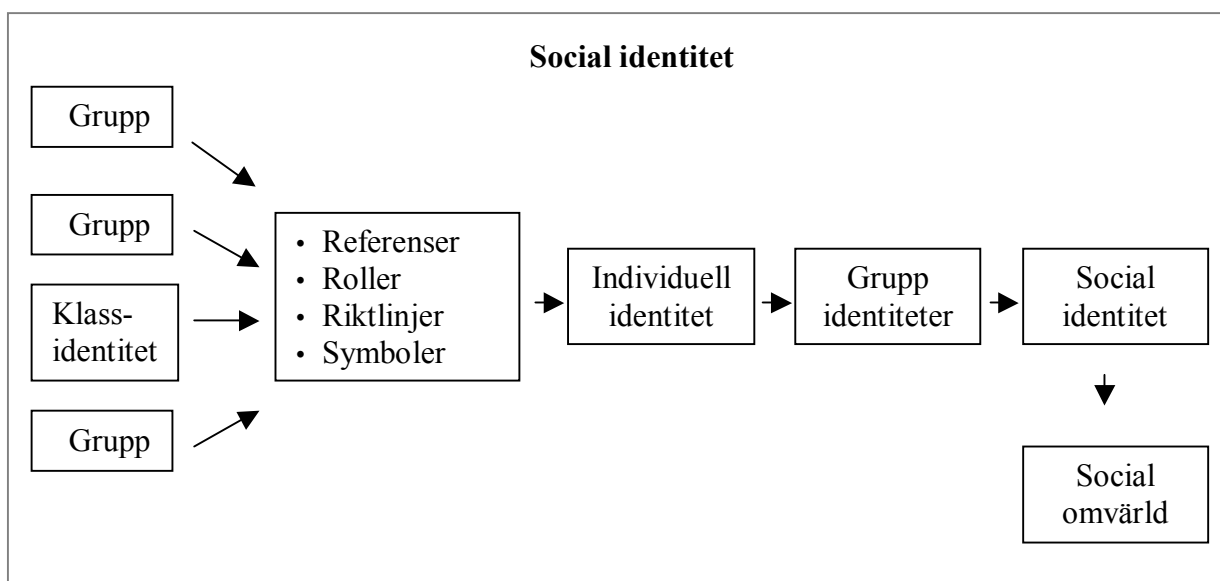 Social identitet
Grupp
Grupp
Klass-
identitet
Grupp
• Referenser
• Roller
• Riktlinjer
• Symboler
Individuell
identitet
Grupp
identiteter
Social
identitet
Social
omvärld